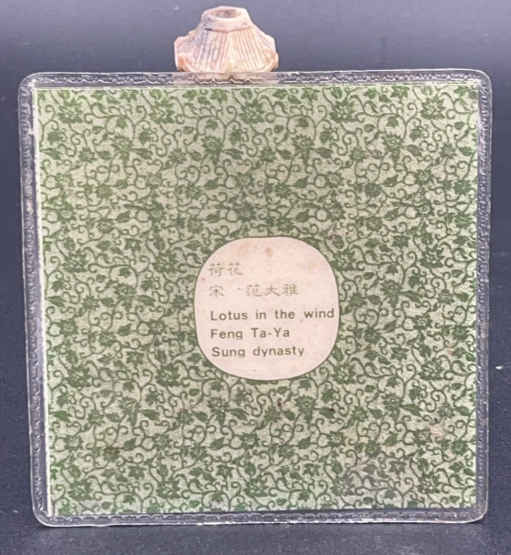 荷花
宋 范大雅
Lotus in the wind
Feng Ta-Ya
Sung dynasty